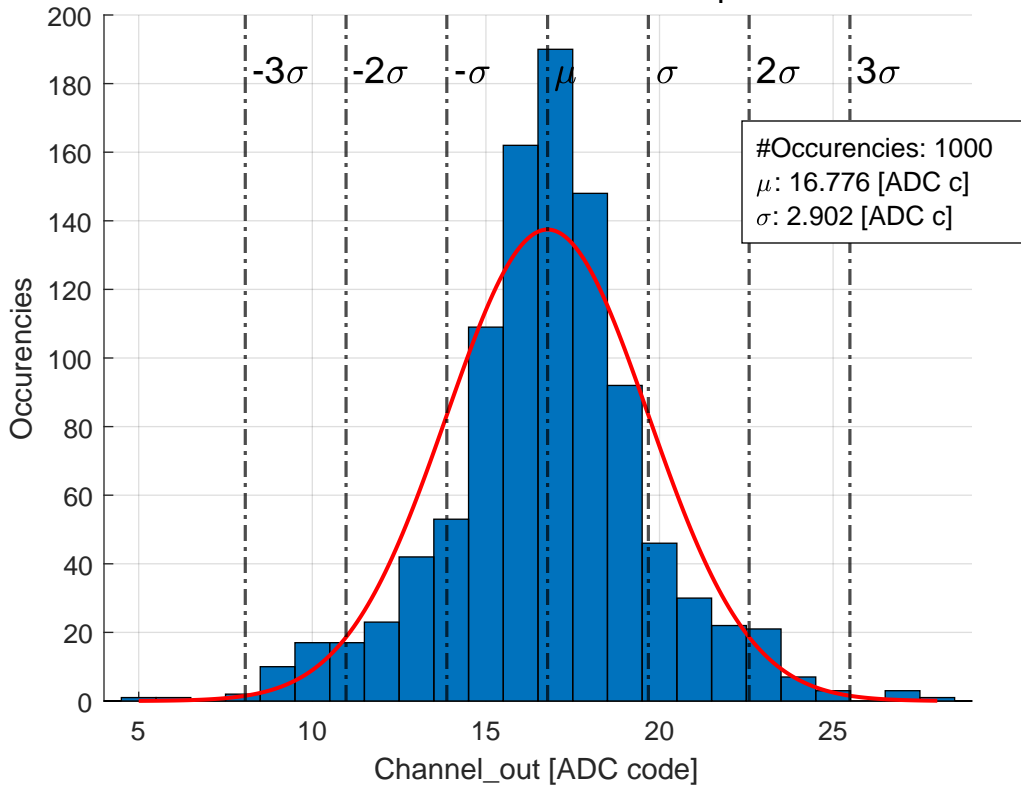 200
180
160
140
120
100
80
60
40
20
0
Occurencies
-3σ
-2σ
-σ
μ
σ
2σ
3σ
#Occurencies: 1000
μ: 16.776 [ADC c]
σ: 2.902 [ADC c]
5
10
15
20
25
Channel_out [ADC code]